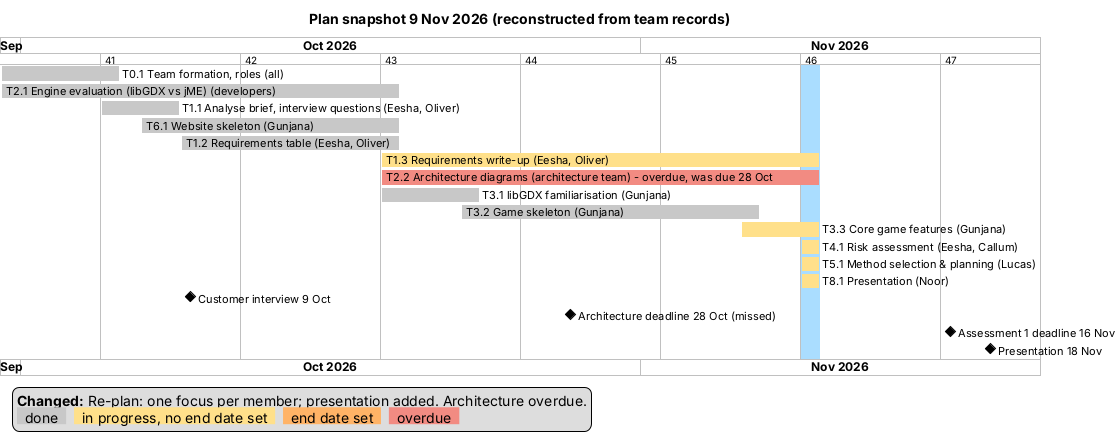 Plan snapshot 9 Nov 2026 (reconstructed from team records)
Sep Oct 2026 Nov 2026
41 42 43 44 45 46 47
T0.1 Team formation, roles (all)
T2.1 Engine evaluation (libGDX vs jME) (developers)
T1.1 Analyse brief, interview questions (Eesha, Oliver)
T6.1 Website skeleton (Gunjana)
T1.2 Requirements table (Eesha, Oliver)
T1.3 Requirements write-up (Eesha, Oliver)
T2.2 Architecture diagrams (architecture team) - overdue, was due 28 Oct
T3.1 libGDX familiarisation (Gunjana)
T3.2 Game skeleton (Gunjana)
T3.3 Core game features (Gunjana)
T4.1 Risk assessment (Eesha, Callum)
T5.1 Method selection & planning (Lucas)
T8.1 Presentation (Noor)
Customer interview 9 Oct
Architecture deadline 28 Oct (missed)
Assessment 1 deadline 16 Nov
Presentation 18 Nov
Sep Oct 2026 Nov 2026
Changed: Re-plan: one focus per member; presentation added. Architecture overdue.
done in progress, no end date set end date set overdue